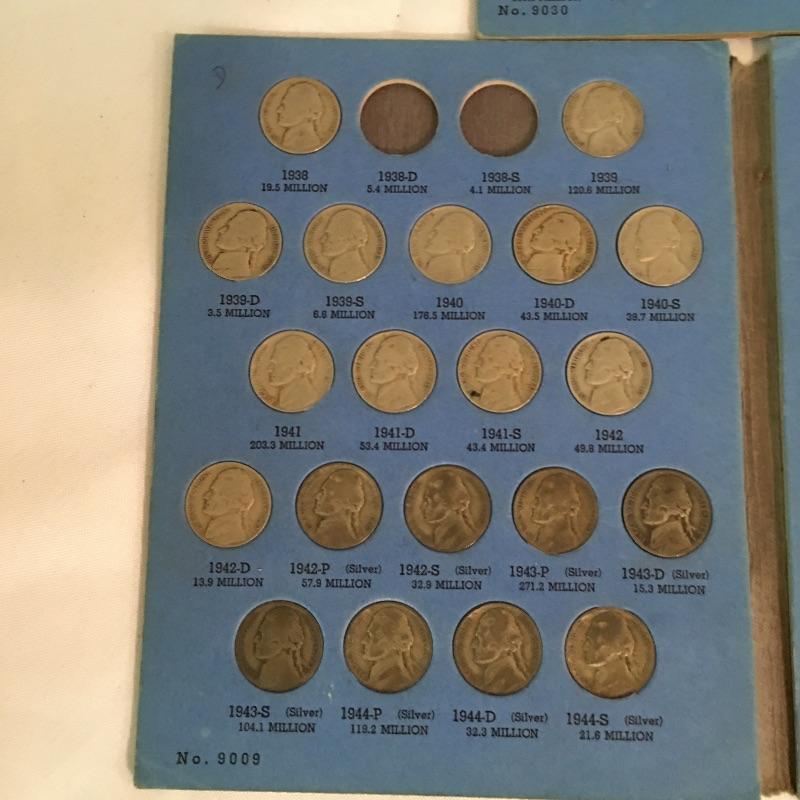 No. 9030
1938 1938-D 1938-S 1939
19.5 MILLION 5.4 MILLION 4.1 MILLION 120.6 MILLION
1939-D 1939-S 1940 1940-D 1940-S
3.5 MILLION 6.6 MILLION 176.5 MILLION 43.5 MILLION 39.7 MILLION
1941 1941-D 1941-S 1942
203.3 MILLION 53.4 MILLION 43.4 MILLION 49.8 MILLION
1942-D 1942-P (Silver) 1942-S (Silver) 1943-P (Silver) 1943-D (Silver)
13.9 MILLION 57.9 MILLION 32.9 MILLION 271.2 MILLION 15.3 MILLION
1943-S (Silver) 1944-P (Silver) 1944-D (Silver) 1944-S (Silver)
104.1 MILLION 119.2 MILLION 32.3 MILLION 21.6 MILLION
No. 9009